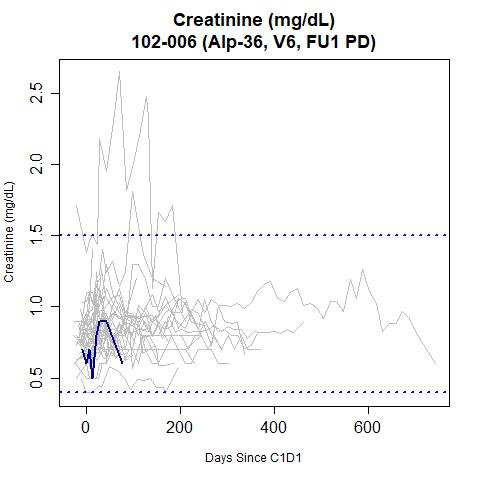 Creatinine (mg/dL)
102-006 (Alp-36, V6, FU1 PD)
Creatinine (mg/dL)
2.5
2.0
1.5
1.0
0.5
0
200
400
600
Days Since C1D1